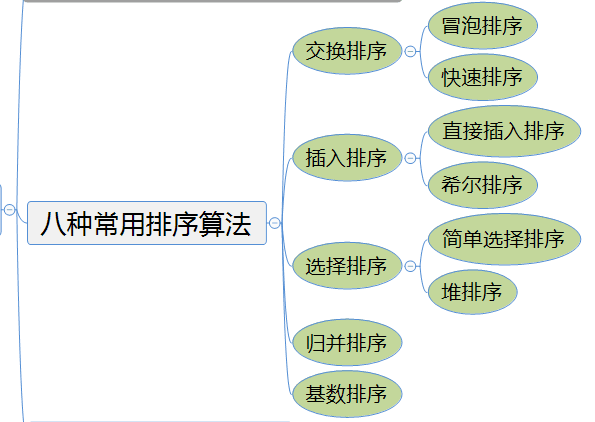 八种常用排序算法
交换排序
冒泡排序
快速排序
插入排序
直接插入排序
希尔排序
选择排序
简单选择排序
堆排序
归并排序
基数排序